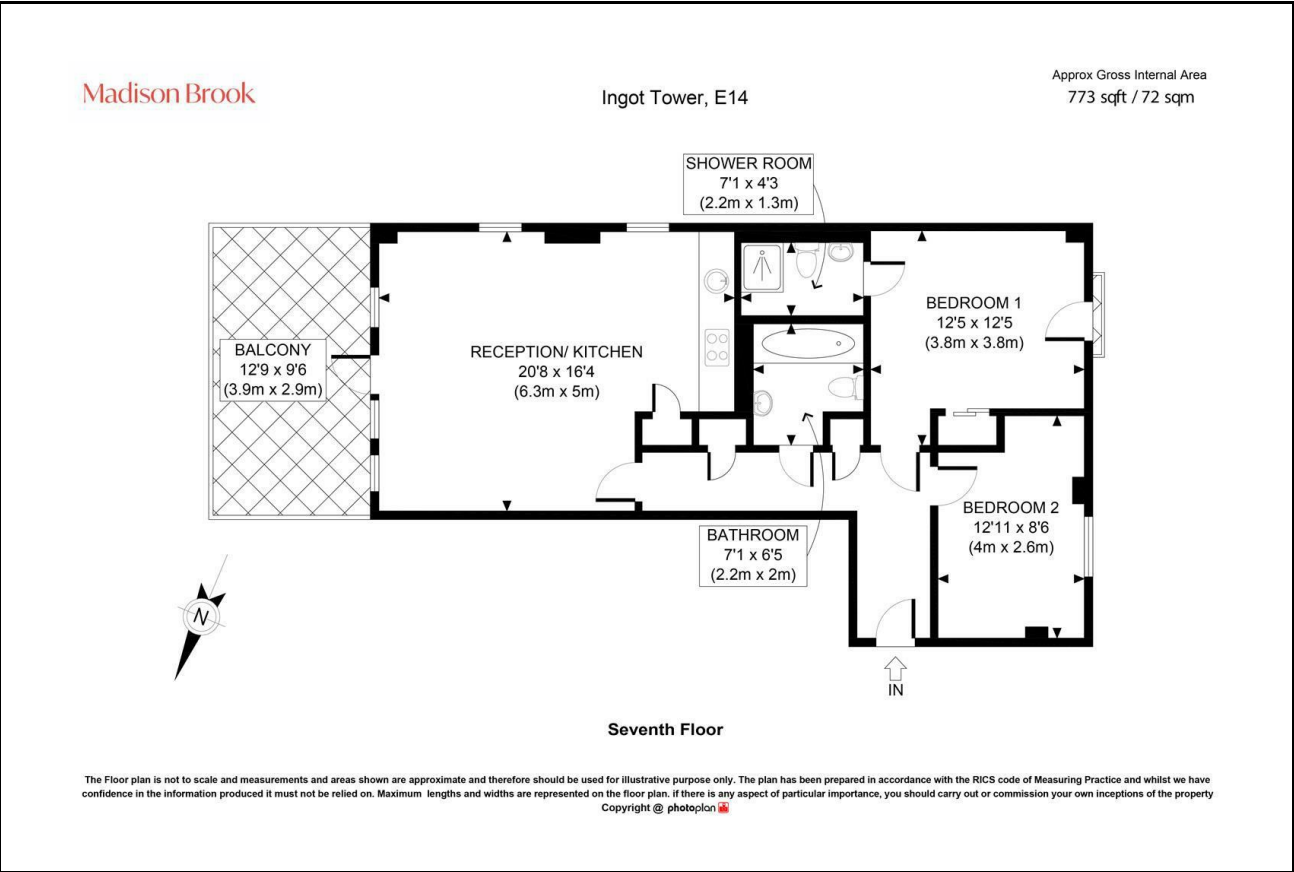 Madison Brook
Ingot Tower, E14
Approx Gross Internal Area
773 sqft / 72 sqm
SHOWER ROOM
7'1 x 4'3
(2.2m x 1.3m)
BEDROOM 1
12'5 x 12'5
(3.8m x 3.8m)
BALCONY
12'9 x 9'6
(3.9m x 2.9m)
RECEPTION/ KITCHEN
20'8 x 16'4
(6.3m x 5m)
BEDROOM 2
12'11 x 8'6
(4m x 2.6m)
BATHROOM
7'1 x 6'5
(2.2m x 2m)
N
IN
Seventh Floor
The Floor plan is not to scale and measurements and areas shown are approximate and therefore should be used for illustrative purpose only. The plan has been prepared in accordance with the RICS code of Measuring Practice and whilst we have
confidence in the information produced it must not be relied on. Maximum lengths and widths are represented on the floor plan. if there is any aspect of particular importance, you should carry out or commission your own inceptions of the property
Copyright @ photoplan